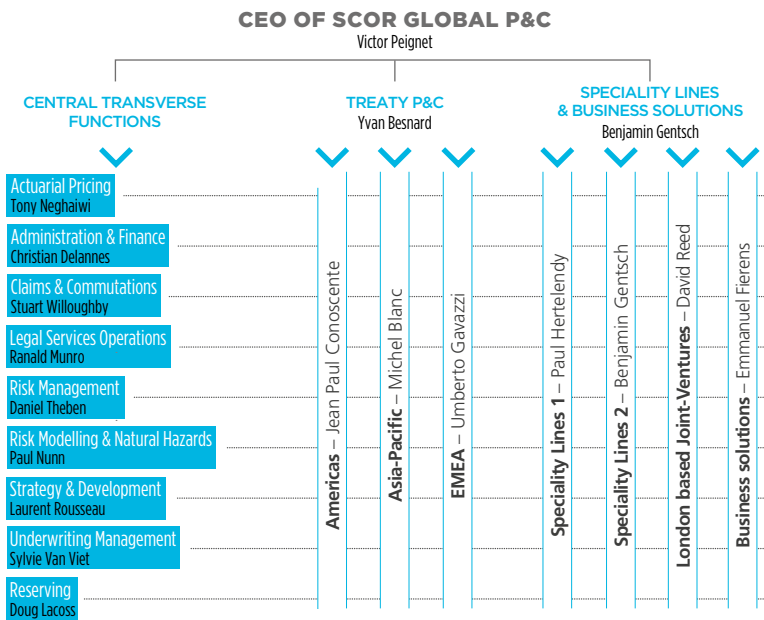 CEO OF SCOR GLOBAL P&C
Victor Peignet
CENTRAL TRANSVERSE
FUNCTIONS
TREATY P&C
Yvan Besnard
SPECIALITY LINES
& BUSINESS SOLUTIONS
Benjamin Gentsch
Actuarial Pricing
Tony Neghaiwi
Administration & Finance
Christian Delannes
Claims & Commutations
Stuart Willoughby
Legal Services Operations
Ranald Munro
Risk Management
Daniel Theben
Risk Modelling & Natural Hazards
Paul Nunn
Strategy & Development
Laurent Rousseau
Underwriting Management
Sylvie Van Viet
Reserving
Doug Lacoss
Americas – Jean Paul Conoscente
Asia-Pacific – Michel Blanc
EMEA – Umberto Gavazzi
Speciality Lines 1 – Paul Hertelendy
Speciality Lines 2 – Benjamin Gentsch
London based Joint-Ventures – David Reed
Business solutions – Emmanuel Fierens